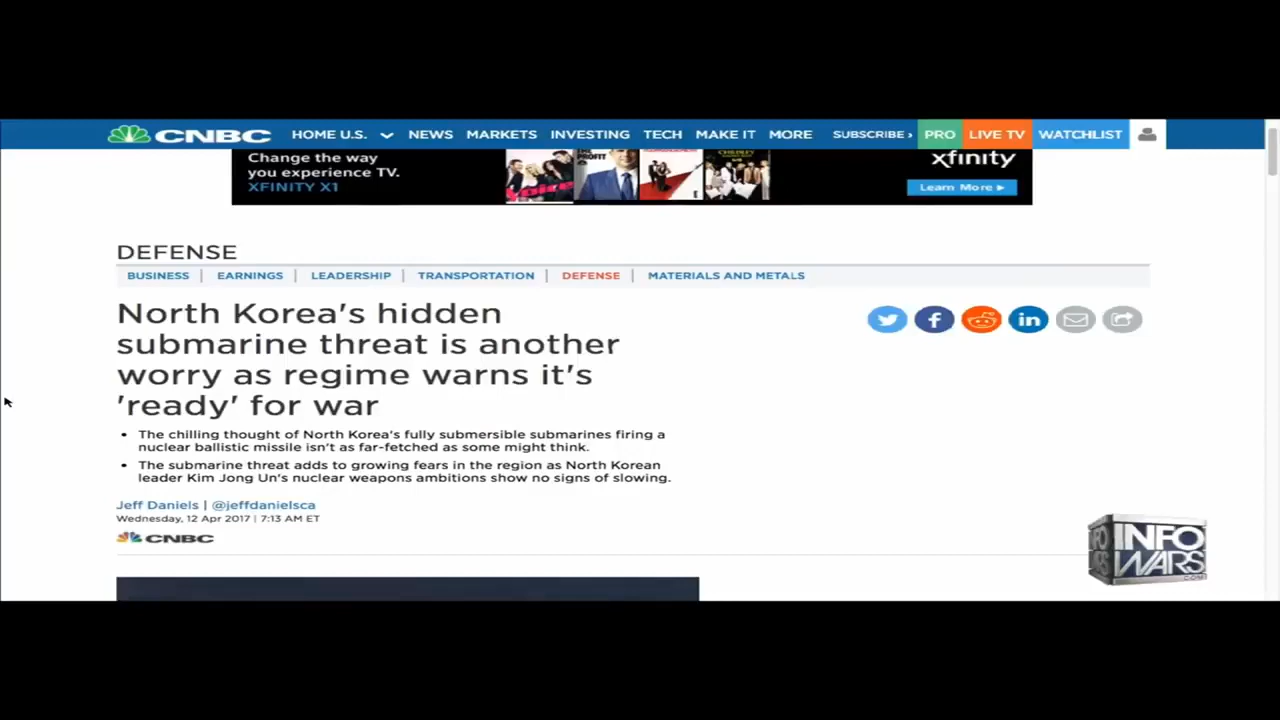 CNBC HOME U.S. NEWS MARKETS INVESTING TECH MAKE IT MORE SUBSCRIBE PRO LIVE TV WATCHLIST
Change the way
you experience TV.
XFINITY X1
THE PROFIT
xfinity
Learn More
DEFENSE
BUSINESS | EARNINGS | LEADERSHIP | TRANSPORTATION | DEFENSE | MATERIALS AND METALS
North Korea's hidden
submarine threat is another
worry as regime warns it's
'ready' for war
• The chilling thought of North Korea's fully submersible submarines firing a
nuclear ballistic missile isn't as far-fetched as some might think.
• The submarine threat adds to growing fears in the region as North Korean
leader Kim Jong Un's nuclear weapons ambitions show no signs of slowing.
Jeff Daniels | @jeffdanielsca
Wednesday, 12 Apr 2017 | 7:13 AM ET
CNBC
INFO
WARS
.COM